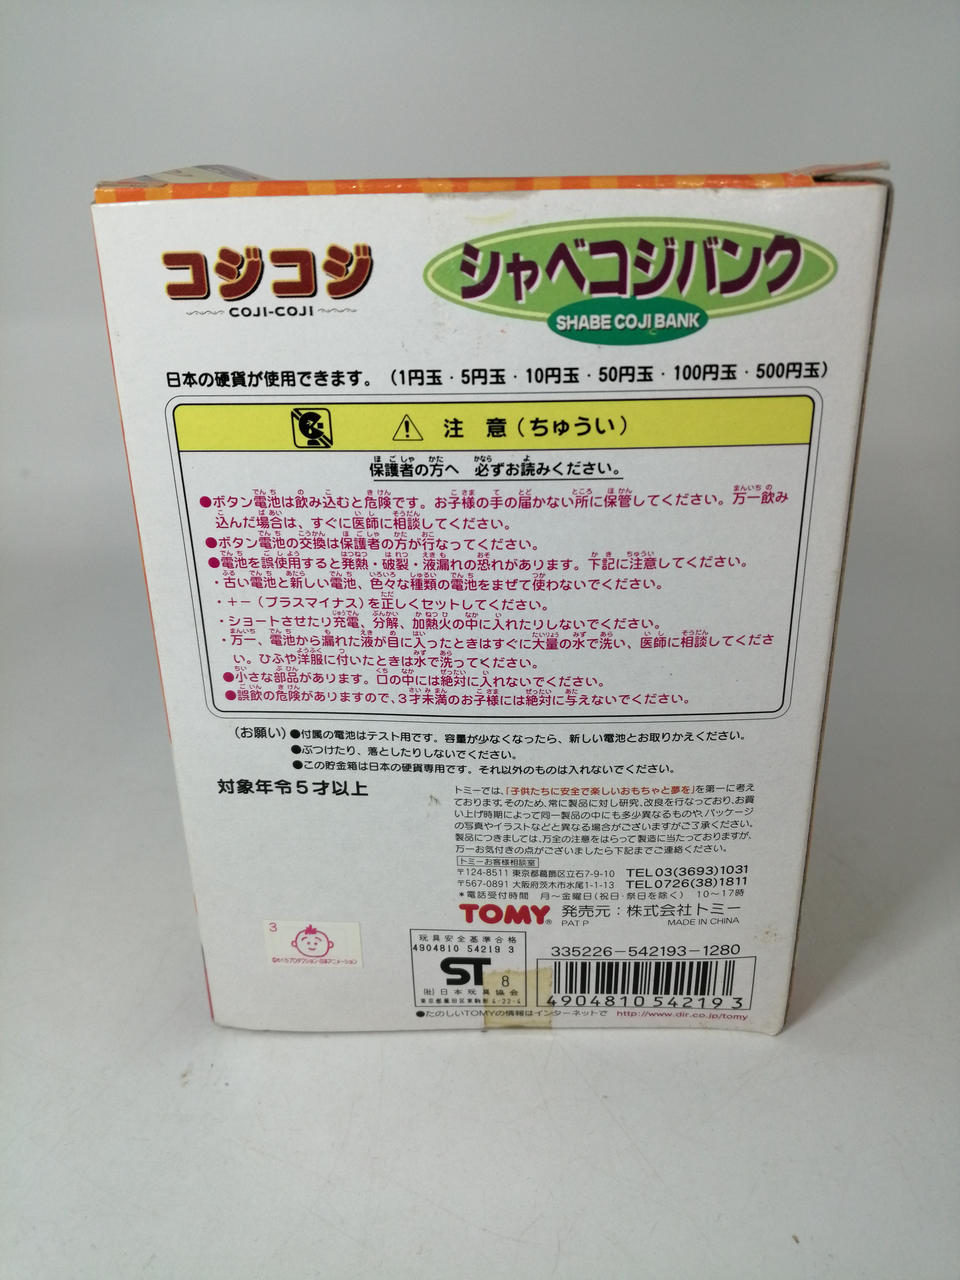 コジコジ
COJI-COJI
シャベコジバンク
SHABE COJI BANK
日本の硬貨が使用できます。（1円玉・5円玉・10円玉・50円玉・100円玉・500円玉）
注　意（ちゅうい）
保護者の方へ　必ずお読みください。
●ボタン電池は飲み込むと危険です。お子様の手の届かない所に保管してください。万一飲み
込んだ場合は、すぐに医師に相談してください。
●ボタン電池の交換は保護者の方が行なってください。
●電池を誤使用すると発熱・破裂・液漏れの恐れがあります。下記に注意してください。
・古い電池と新しい電池、色々な種類の電池をまぜて使わないでください。
・＋－（プラスマイナス）を正しくセットしてください。
・ショートさせたり充電、分解、加熱火の中に入れたりしないでください。
・万一、電池から漏れた液が目に入ったときはすぐに大量の水で洗い、医師に相談してくださ
い。ひふや洋服に付いたときは水で洗ってください。
●小さな部品があります。口の中には絶対に入れないでください。
●誤飲の危険がありますので、3才未満のお子様には絶対に与えないでください。
（お願い）●付属の電池はテスト用です。容量が少なくなったら、新しい電池とお取りかえください。
●ぶつけたり、落としたりしないでください。
●この貯金箱は日本の硬貨専用です。それ以外のものは入れないでください。
対象年令5才以上
トミーでは、「子供たちに安全で楽しいおもちゃと夢を」を第一に考え
ております。そのため、常に製品に対し研究、改良を行なっており、お買
い上げ時期によって同一製品の中にも多少異なるものや、パッケージ
の写真やイラストなどと異なる場合がございますがご了承ください。
製品につきましては、万全の注意をはらって製造に当たっておりますが、
万一お気付きの点がございましたら下記までご連絡ください。
トミーお客様相談室
〒124-8511 東京都葛飾区立石7-9-10　TEL03(3693)1031
〒567-0891 大阪府茨木市水尾1-1-13　TEL0726(38)1811
＊電話受付時間　月〜金曜日（祝日・祭日を除く）　10〜17時
TOMY® 発売元：株式会社トミー
PAT P　MADE IN CHINA
3
©さくらプロダクション・日本アニメーション
玩具安全基準合格
4904810 54219 3
ST 8
(社)日本玩具協会
東京都墨田区東駒形4-22-4
335226-542193-1280
4904810542193
●たのしいTOMYの情報はインターネットで　http://www.dir.co.jp/tomy